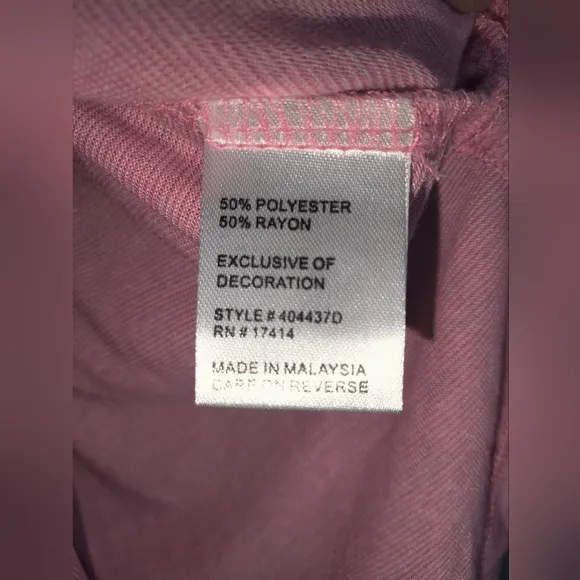 50% POLYESTER
50% RAYON
EXCLUSIVE OF
DECORATION
STYLE # 404437D
RN # 17414
MADE IN MALAYSIA
CARE ON REVERSE